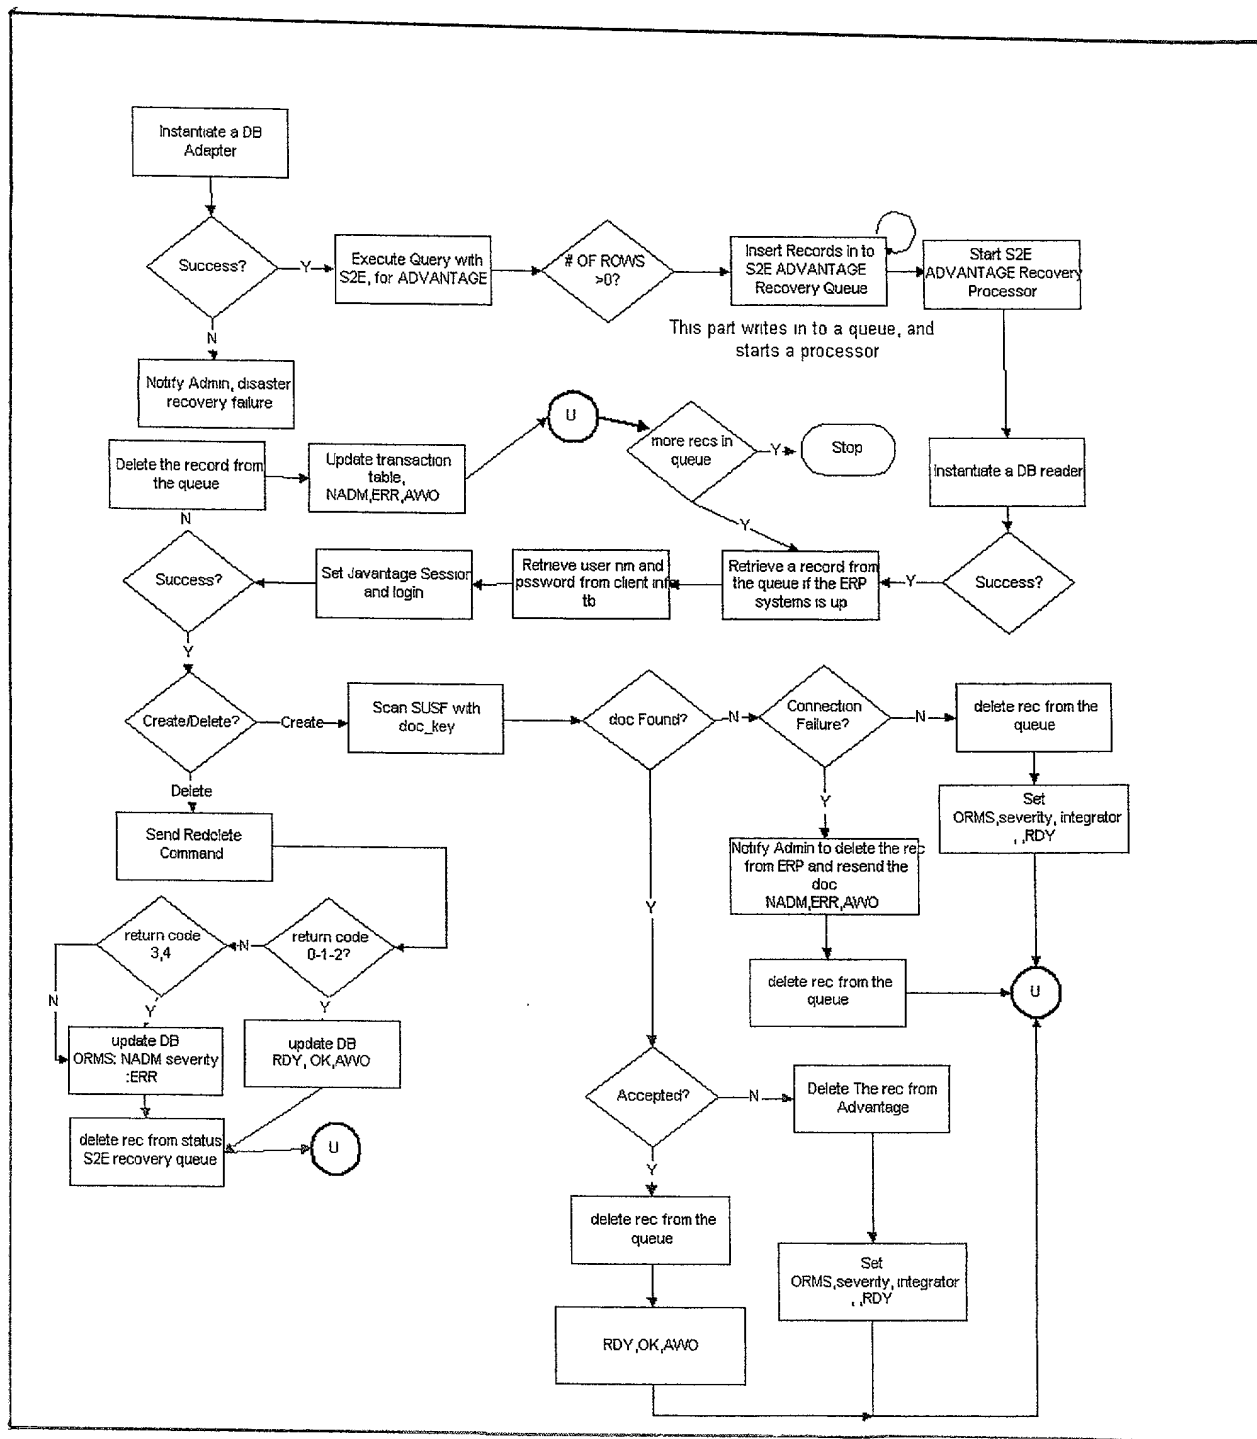 Instantiate a DB
Adapter
Success?
Y
Execute Query with
S2E, for ADVANTAGE
# OF ROWS
>0?
Insert Records in to
S2E ADVANTAGE
Recovery Queue
Start S2E
ADVANTAGE Recovery
Processor
N
This part writes in to a queue, and
starts a processor
Notify Admin, disaster
recovery failure
Delete the record from
the queue
Update transaction
table,
NADM,ERR,AWO
U
more recs in
queue
Y
Stop
Instantiate a DB reader
N
Y
Success?
Set Javantage Session
and login
Retrieve user nm and
pssword from client inf
tb
Retrieve a record from
the queue if the ERP
systems is up
Y
Success?
Y
Create/Delete?
Create
Scan SUSF with
doc_key
doc Found?
N
Connection
Failure?
N
delete rec from the
queue
Delete
Y
Set
ORMS,severity, integrator
, ,RDY
Send Redclete
Command
Notify Admin to delete the rec
from ERP and resend the
doc
NADM,ERR,AWO
Y
return code
3,4
N
return code
0-1-2?
delete rec from the
queue
U
N
Y
Y
update DB
ORMS: NADM severity
:ERR
update DB
RDY, OK,AWO
Accepted?
N
Delete The rec from
Advantage
delete rec from status
S2E recovery queue
U
Y
delete rec from the
queue
Set
ORMS,severity, integrator
, ,RDY
RDY,OK,AWO